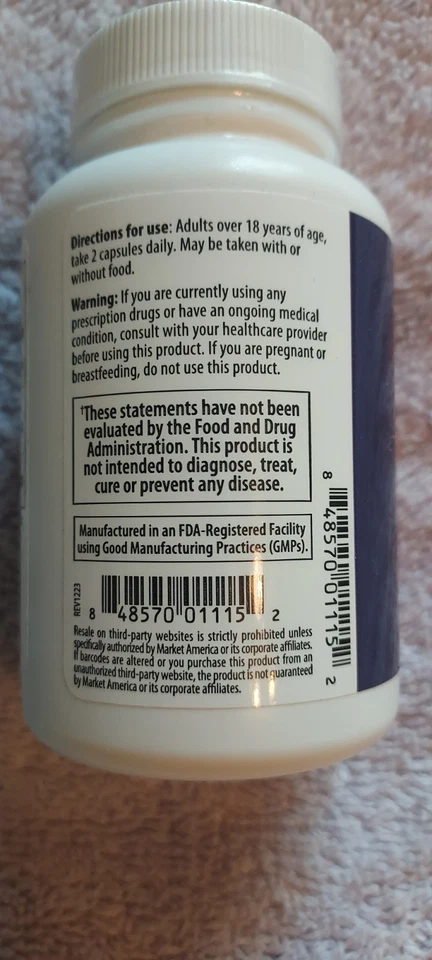 Directions for use: Adults over 18 years of age,
take 2 capsules daily. May be taken with or
without food.
Warning: If you are currently using any
prescription drugs or have an ongoing medical
condition, consult with your healthcare provider
before using this product. If you are pregnant or
breastfeeding, do not use this product.
†These statements have not been
evaluated by the Food and Drug
Administration. This product is
not intended to diagnose, treat,
cure or prevent any disease.
Manufactured in an FDA-Registered Facility
using Good Manufacturing Practices (GMPs).
REV1223
8 48570 01115 2
Resale on third-party websites is strictly prohibited unless
specifically authorized by Market America or its corporate affiliates.
If barcodes are altered or you purchase this product from an
unauthorized third-party website, the product is not guaranteed
by Market America or its corporate affiliates.
8 48570 01115 2